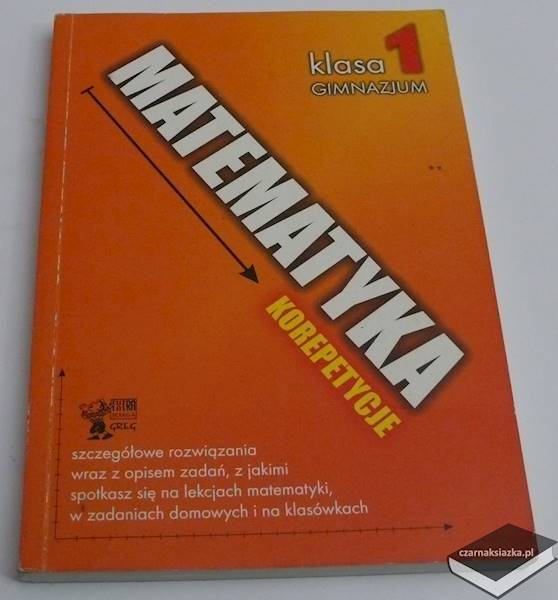 klasa 1
GIMNAZJUM
MATEMATYKA
KOREPETYCJE
GREG
szczegółowe rozwiązania
wraz z opisem zadań, z jakimi
spotkasz się na lekcjach matematyki,
w zadaniach domowych i na klasówkach
czarnaksiazka.pl